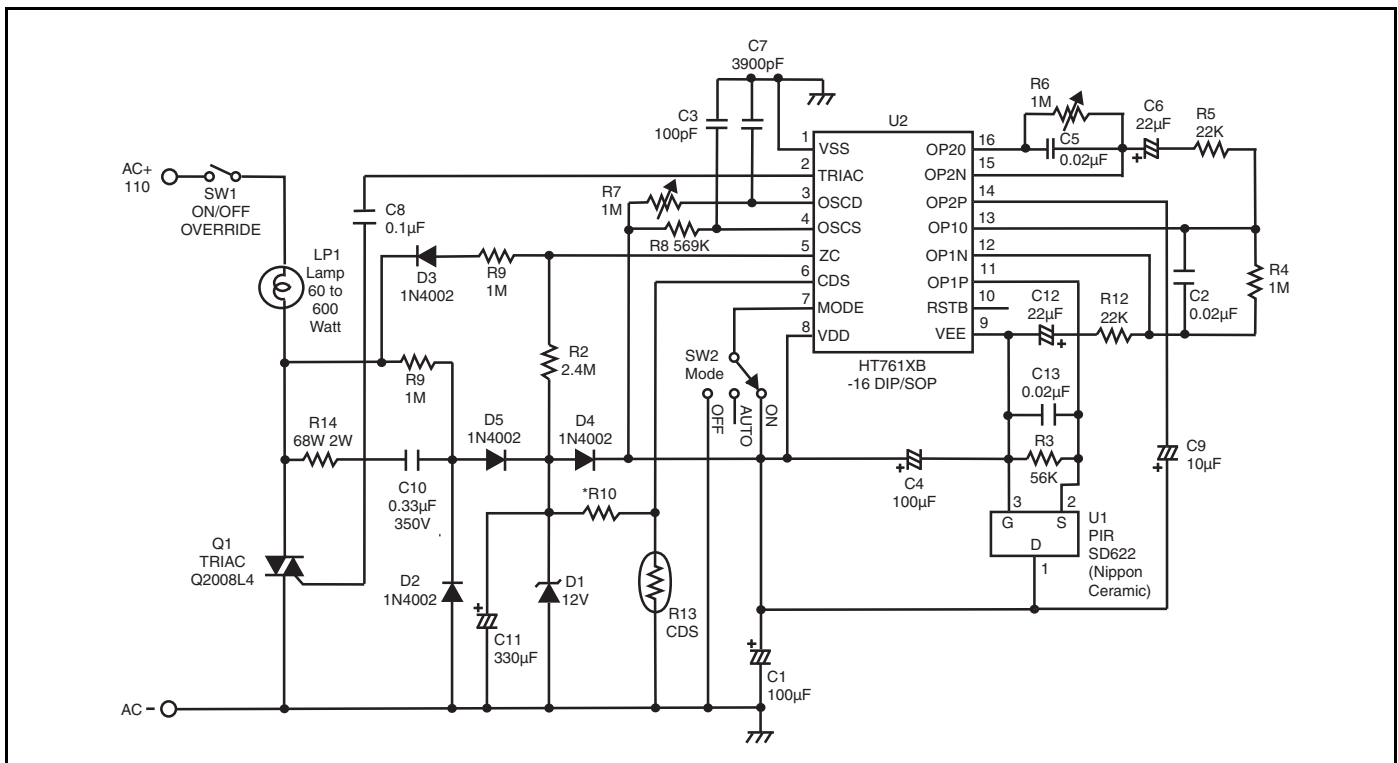 C7
3900pF
C3
100pF
U2
R6
1M
C5
0.02µF
C6
22µF
R5
22K
AC+
110
SW1
ON/OFF
OVERRIDE
1
VSS
2
TRIAC
3
OSCD
4
OSCS
5
ZC
6
CDS
7
MODE
8
VDD
16
OP20
15
OP2N
14
OP2P
13
OP10
12
OP1N
11
OP1P
10
RSTB
9
VEE
HT761XB
-16 DIP/SOP
C8
0.1µF
R7
1M
R8 569K
LP1
Lamp
60 to
600
Watt
D3
1N4002
R9
1M
R9
1M
R2
2.4M
SW2
Mode
OFF
AUTO
ON
C12
22µF
R12
22K
C2
0.02µF
R4
1M
C13
0.02µF
R3
56K
R14
68W 2W
C10
0.33µF
350V
D5
1N4002
D4
1N4002
*R10
C4
100µF
C9
10µF
3
G
2
S
D
1
U1
PIR
SD622
(Nippon
Ceramic)
Q1
TRIAC
Q2008L4
D2
1N4002
C11
330µF
D1
12V
R13
CDS
C1
100µF
AC -